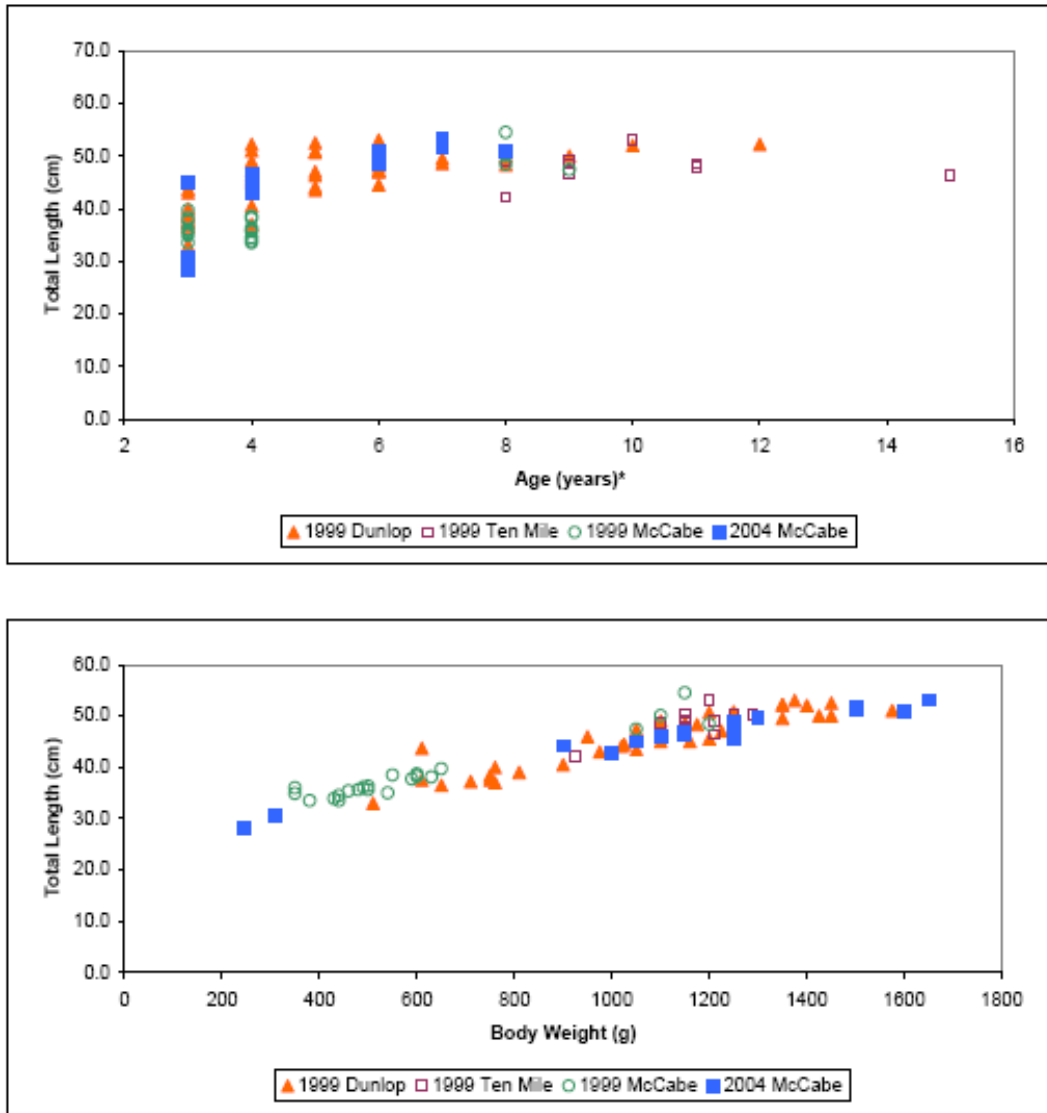 70.0
60.0
50.0
40.0
30.0
20.0
10.0
0.0
Total Length (cm)
2 4 6 8 10 12 14 16
Age (years)*
1999 Dunlop 1999 Ten Mile 1999 McCabe 2004 McCabe
60.0
50.0
40.0
30.0
20.0
10.0
0.0
Total Length (cm)
0 200 400 600 800 1000 1200 1400 1600 1800
Body Weight (g)
1999 Dunlop 1999 Ten Mile 1999 McCabe 2004 McCabe